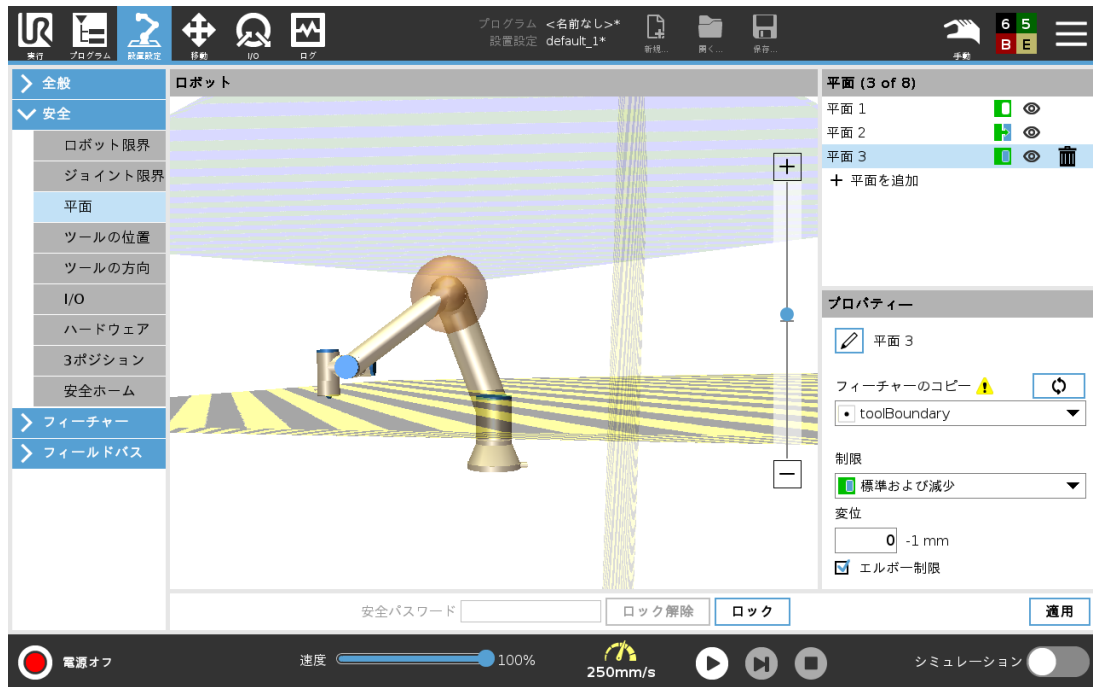 プログラム <名前なし>*
設置設定 default_1*
実行 プログラム 設置設定 移動 I/O ログ 新規... 開く... 保存... 手動
6 5
B E
全般
安全
ロボット限界
ジョイント限界
平面
ツールの位置
ツールの方向
I/O
ハードウェア
3ポジション
安全ホーム
フィーチャー
フィールドバス
ロボット
+
−
平面 (3 of 8)
平面 1
平面 2
平面 3
+ 平面を追加
プロパティー
平面 3
フィーチャーのコピー
toolBoundary
制限
標準および減少
変位
0 -1 mm
エルボー制限
安全パスワード ロック解除 ロック 適用
電源オフ 速度 100% 250mm/s シミュレーション